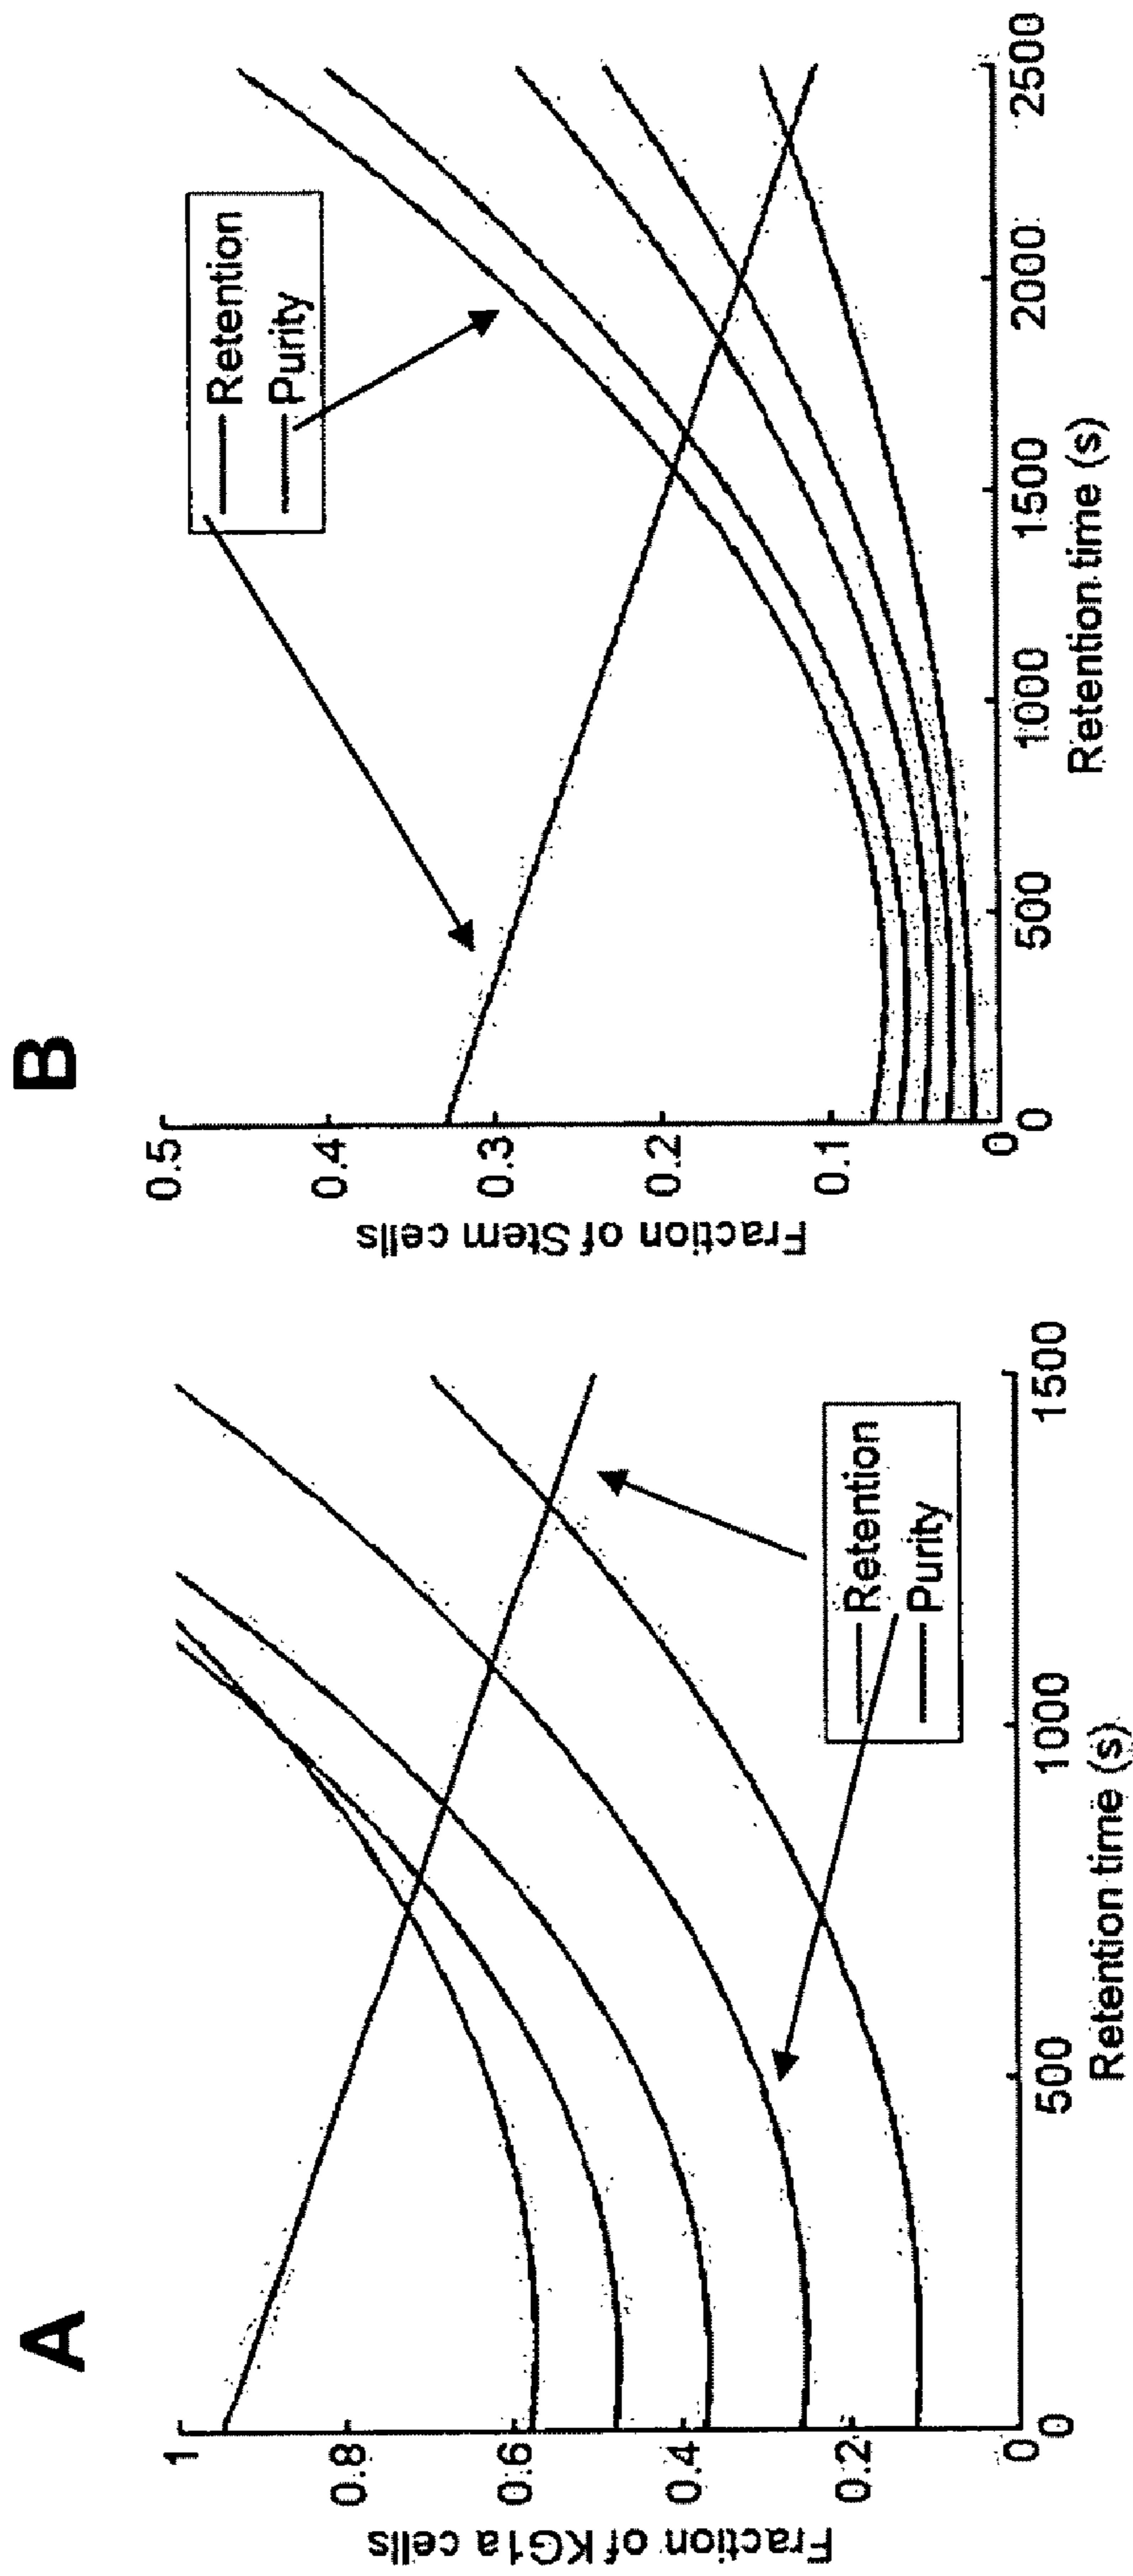 A
Fraction of KG1a cells
1
0.8
0.6
0.4
0.2
0
0
500
1000
1500
Retention time (s)
Retention
Purity
B
Fraction of Stem cells
0.5
0.4
0.3
0.2
0.1
0
0
500
1000
1500
2000
2500
Retention time (s)
Retention
Purity